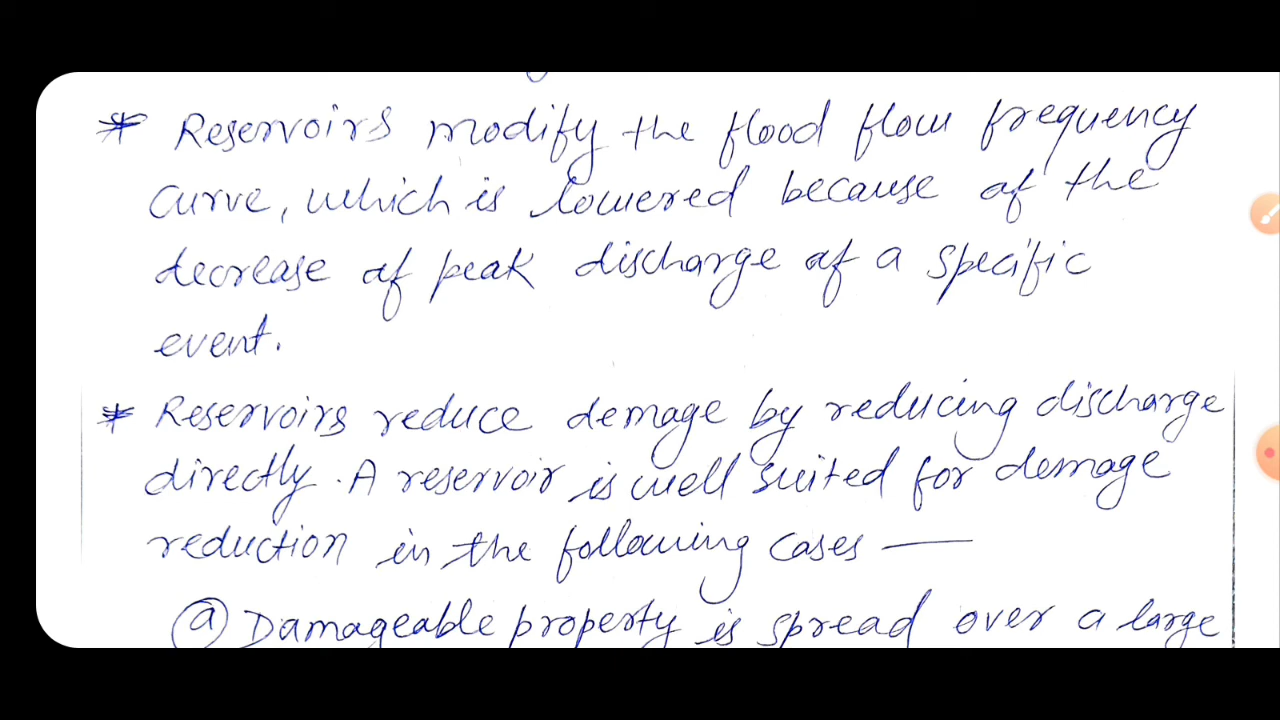 * Reservoirs modify the flood flow frequency
curve, which is lowered because of the
decrease of peak discharge of a specific
event.
* Reservoirs reduce demage by reducing discharge
directly. A reservoir is well suited for demage
reduction in the following cases —
(a) Damageable property is spread over a large